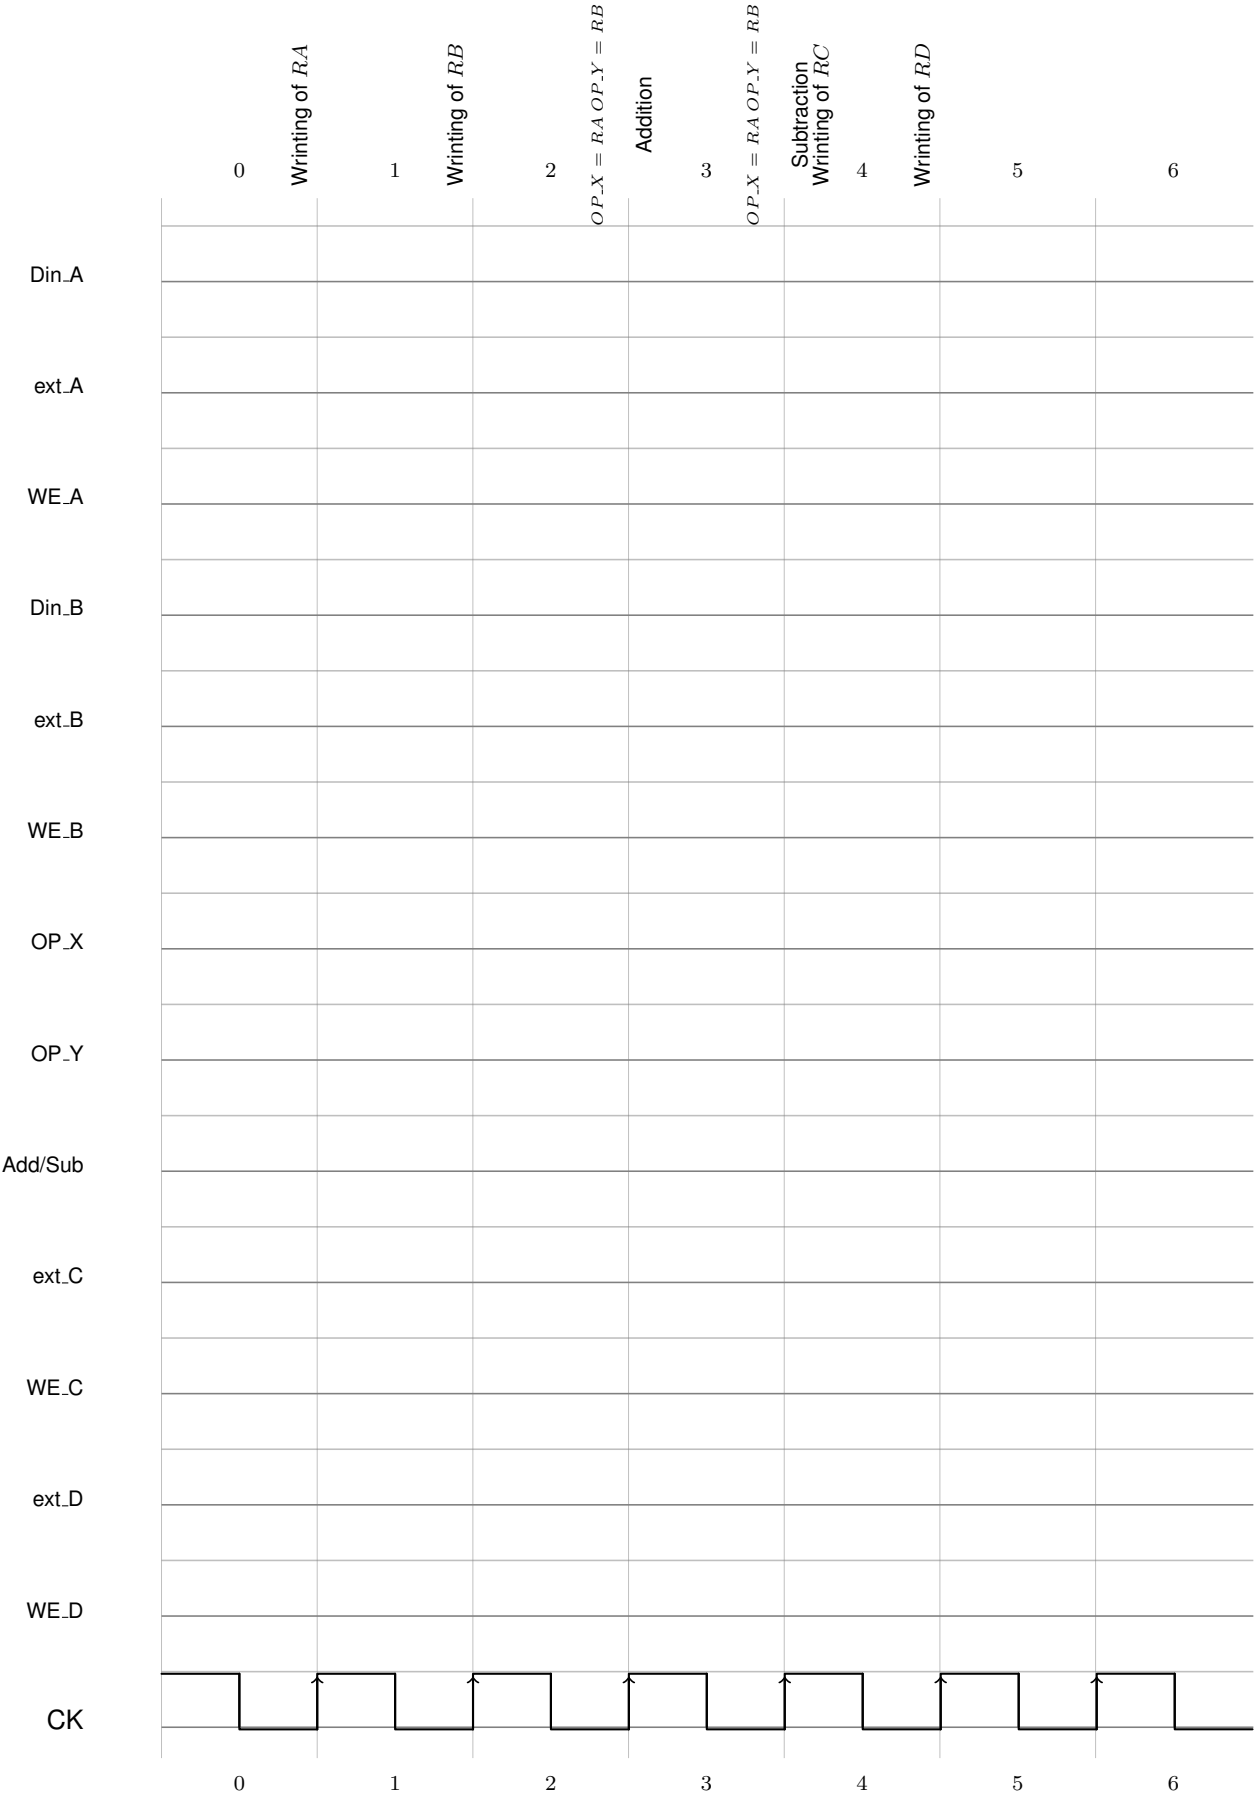 Wrinting of RA
Wrinting of RB
OP_X = RA OP_Y = RB
Addition
OP_X = RA OP_Y = RB
Subtraction
Wrinting of RC
Wrinting of RD
0 1 2 3 4 5 6
Din_A
ext_A
WE_A
Din_B
ext_B
WE_B
OP_X
OP_Y
Add/Sub
ext_C
WE_C
ext_D
WE_D
CK
0 1 2 3 4 5 6